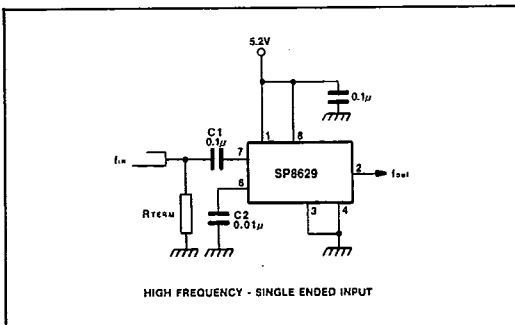 5.2V
0.1μ
C1
0.1μ
1
8
fIN
7
SP8629
2
fout
6
RTERM
C2
0.01μ
3
4
HIGH FREQUENCY - SINGLE ENDED INPUT